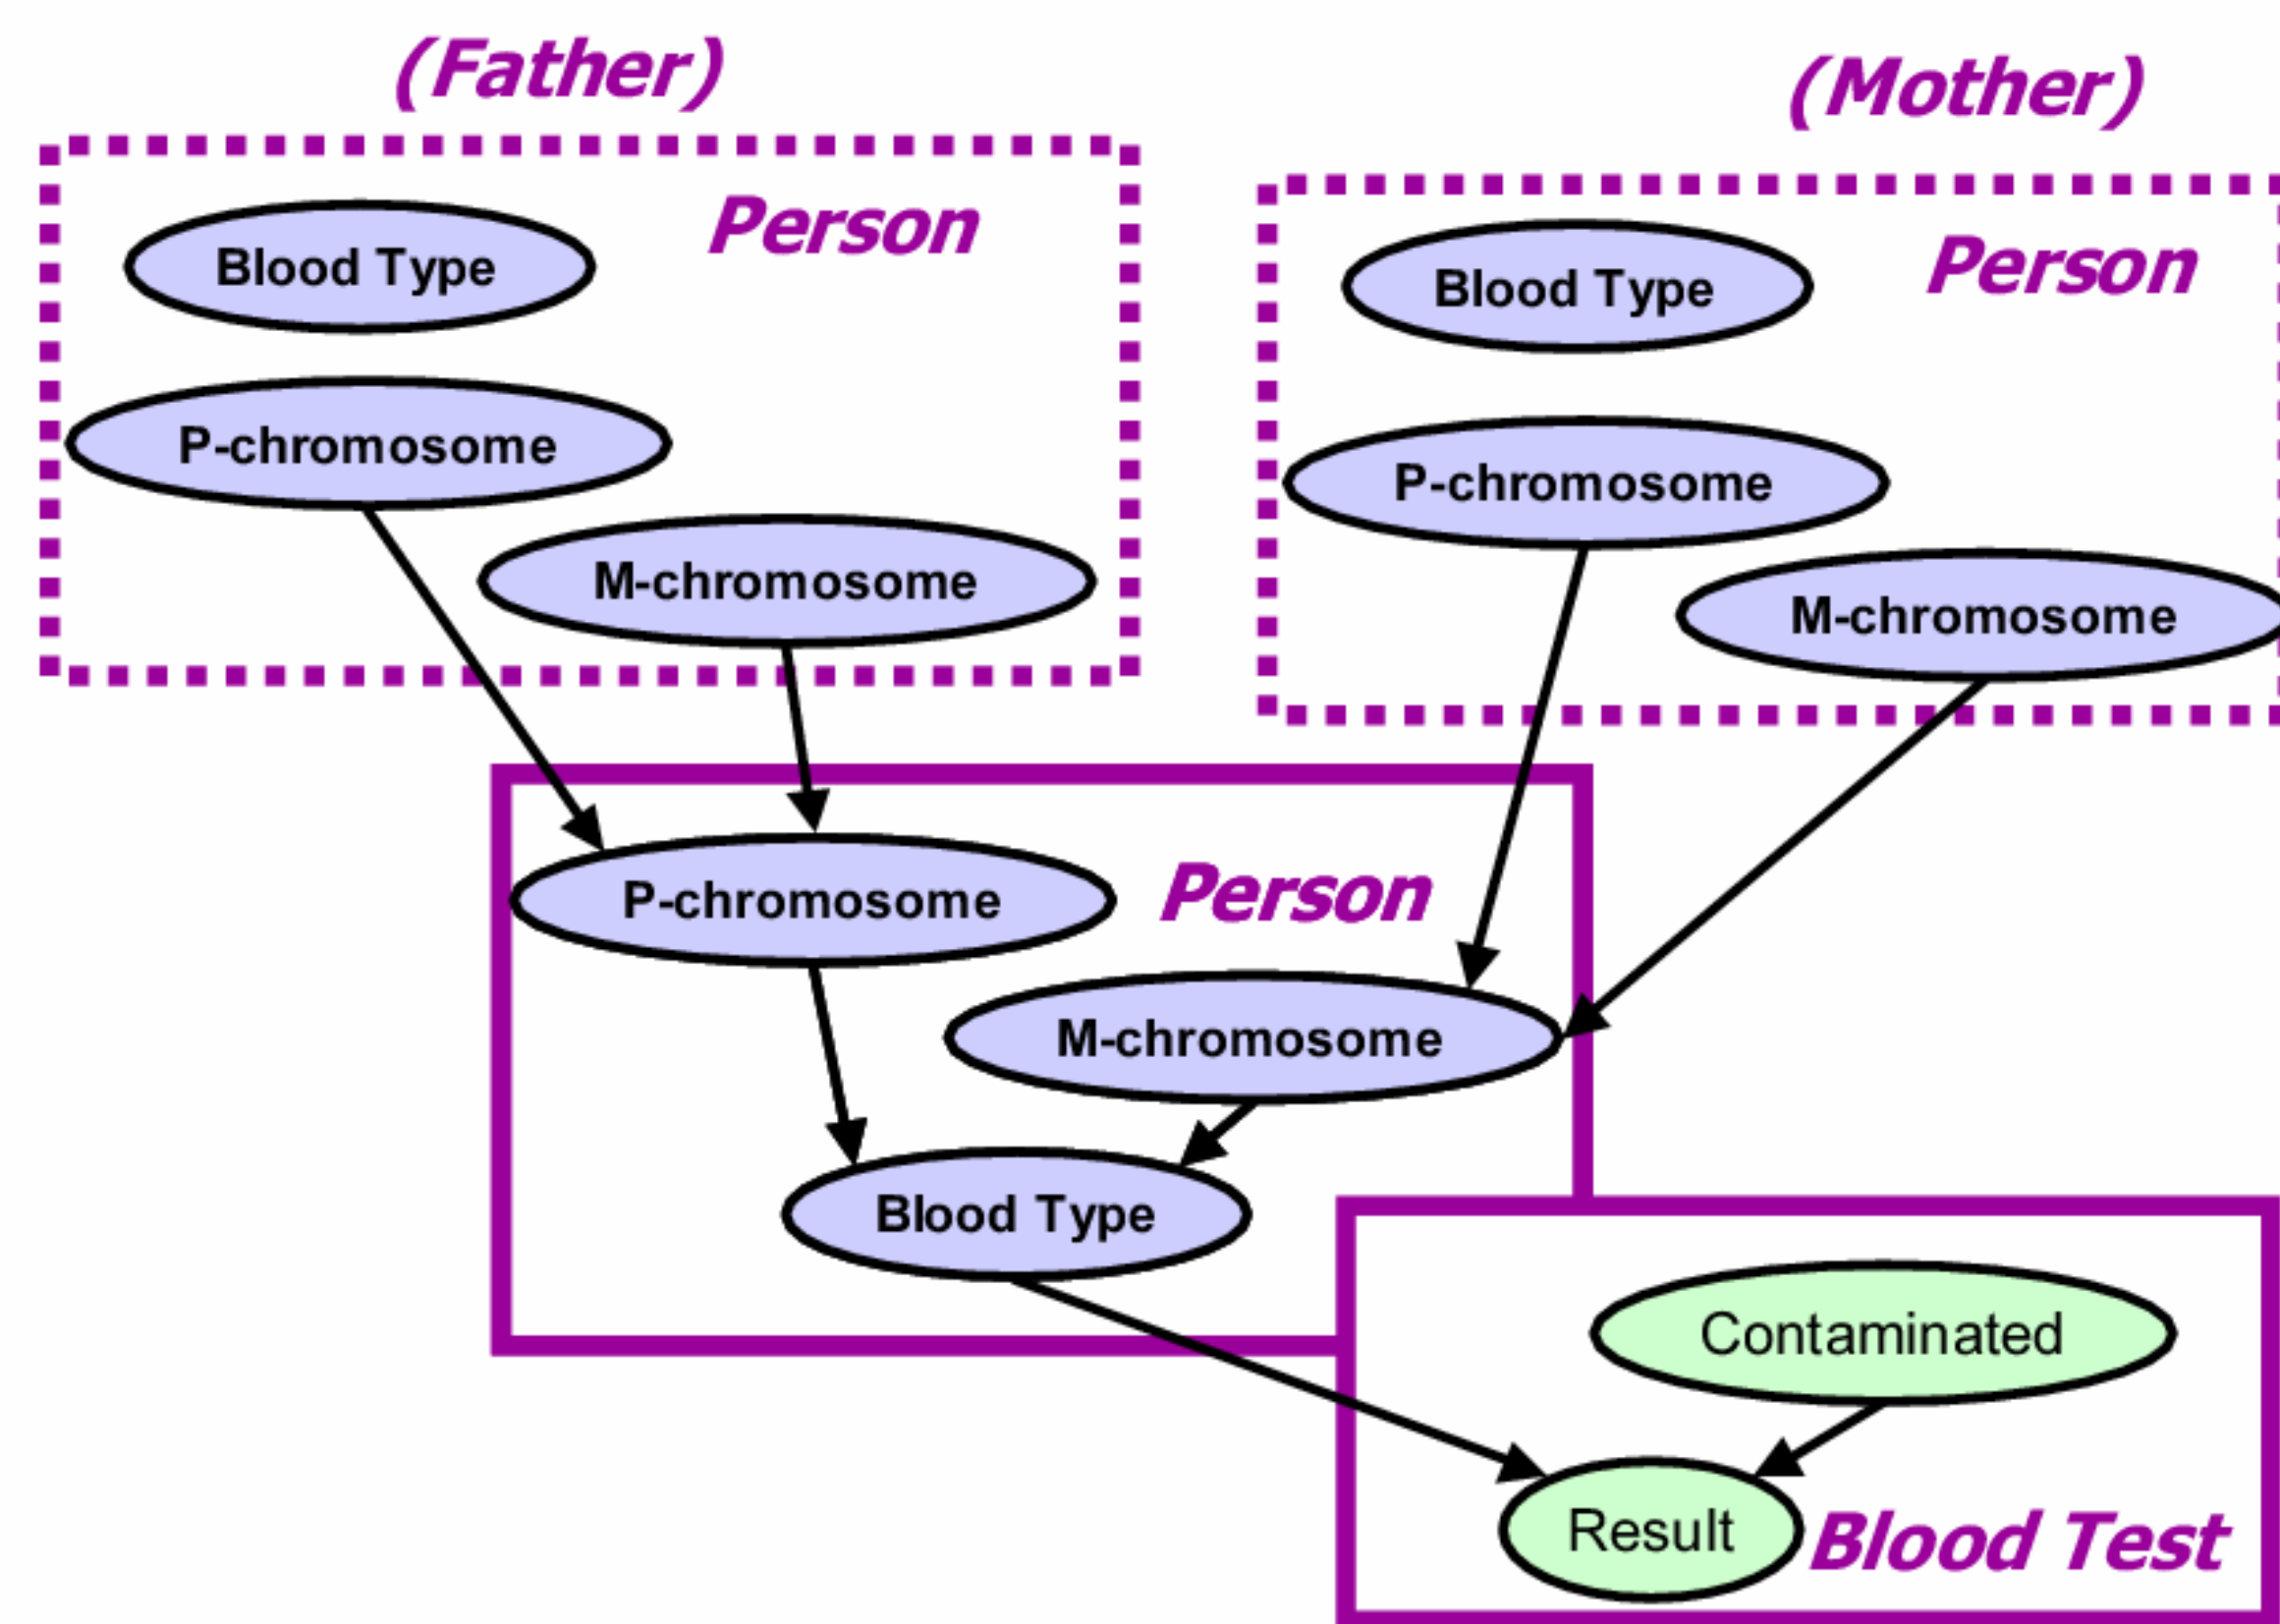 (Father)
(Mother)
Person
Blood Type
P-chromosome
M-chromosome
Person
Blood Type
P-chromosome
M-chromosome
P-chromosome
Person
M-chromosome
Blood Type
Contaminated
Result
Blood Test